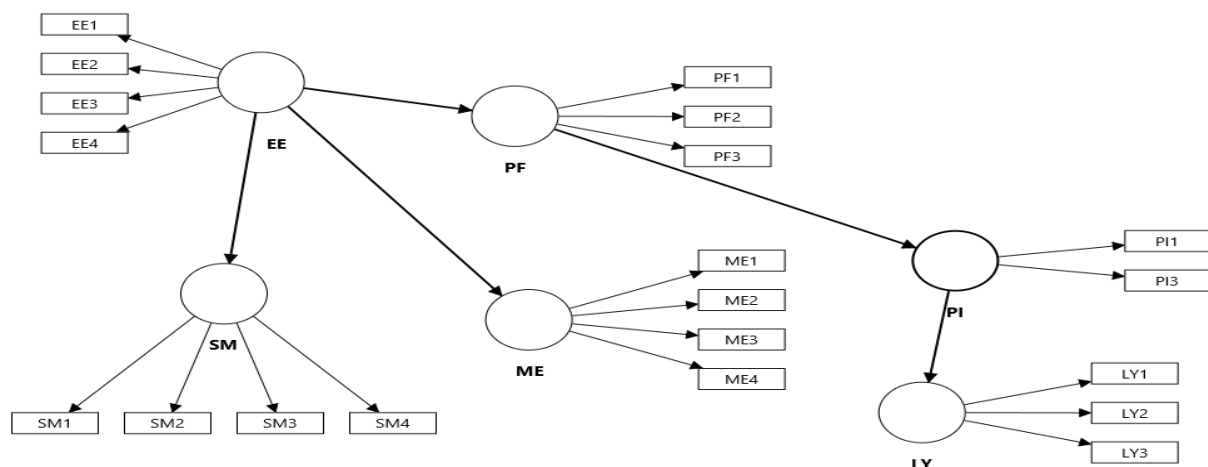 EE1
EE2
EE3
EE4
EE
PF1
PF2
PF3
PF
PI1
PI3
PI
SM
ME1
ME2
ME3
ME4
ME
SM1
SM2
SM3
SM4
LY1
LY2
LY3
LY